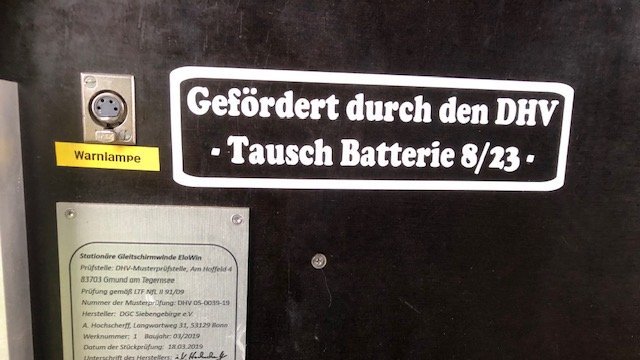 Gefördert durch den DHV
- Tausch Batterie 8/23 -
Warnlampe
Stationäre Gleitschirmwinde EloWin
Prüfstelle: DHV-Musterprüfstelle, Am Hoffeld 4
83703 Gmund am Tegernsee
Prüfung gemäß LTF NfL II 91/09
Nummer der Musterprüfung: DHV 05-0039-19
Hersteller: DGC Siebengebirge e.V
A. Hochscherff, Langwartweg 31, 53129 Bonn
Werknummer: 1 Baujahr: 03/2019
Datum der Stückprüfung: 18.03.2019
Unterschrift des Herstellers: